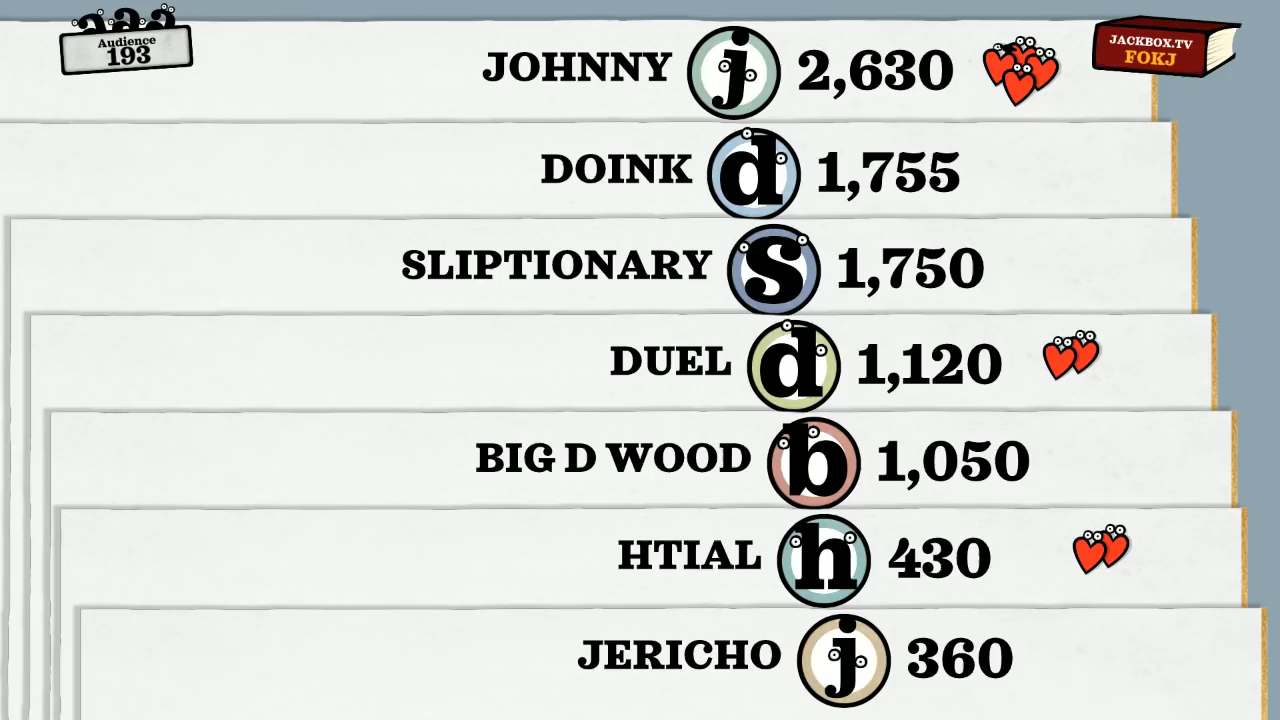 aaa
Audience
193
JACKBOX.TV
FOKJ
JOHNNY j 2,630
DOINK d 1,755
SLIPTIONARY s 1,750
DUEL d 1,120
BIG D WOOD b 1,050
HTIAL h 430
JERICHO j 360